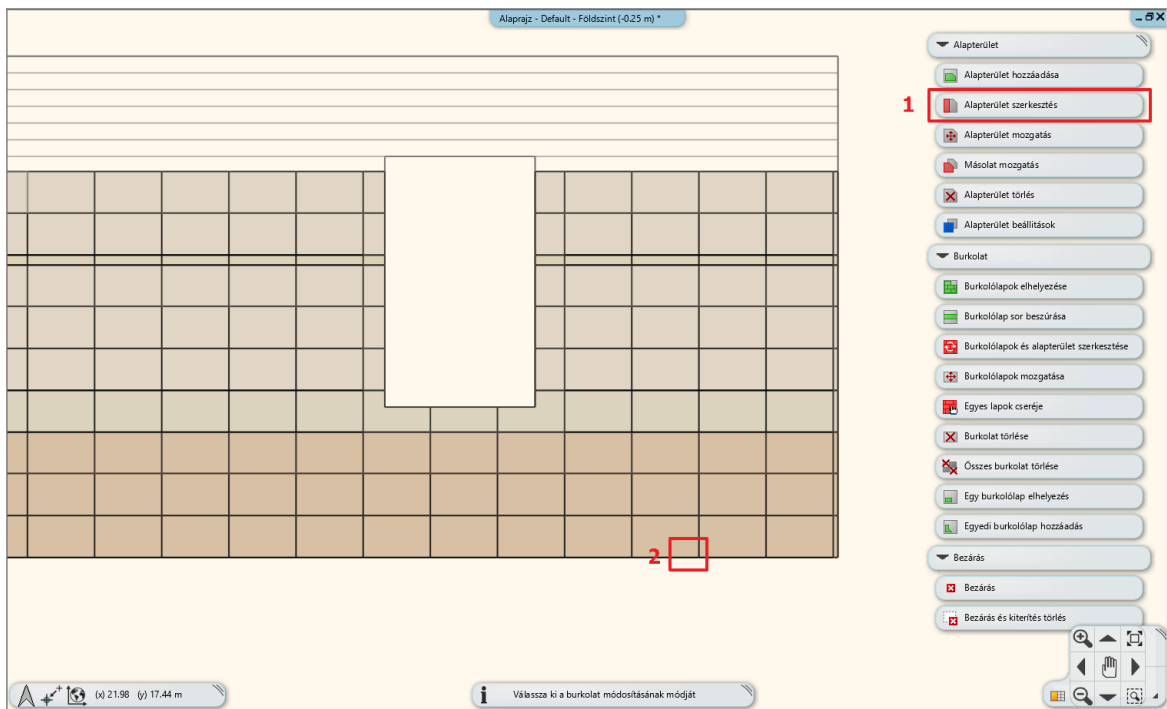 Alaprajz - Default - Földszint (-0.25 m) *
Alapterület
Alapterület hozzáadása
1
Alapterület szerkesztés
Alapterület mozgatás
Másolat mozgatás
Alapterület törlés
Alapterület beállítások
Burkolat
Burkolólapok elhelyezése
Burkolólap sor beszúrása
Burkolólapok és alapterület szerkesztése
Burkolólapok mozgatása
Egyes lapok cseréje
Burkolat törlése
Összes burkolat törlése
Egy burkolólap elhelyezés
Egyedi burkolólap hozzáadás
2
Bezárás
Bezárás
Bezárás és kiterítés törlés
(x) 21.98 (y) 17.44 m
Válassza ki a burkolat módosításának módját